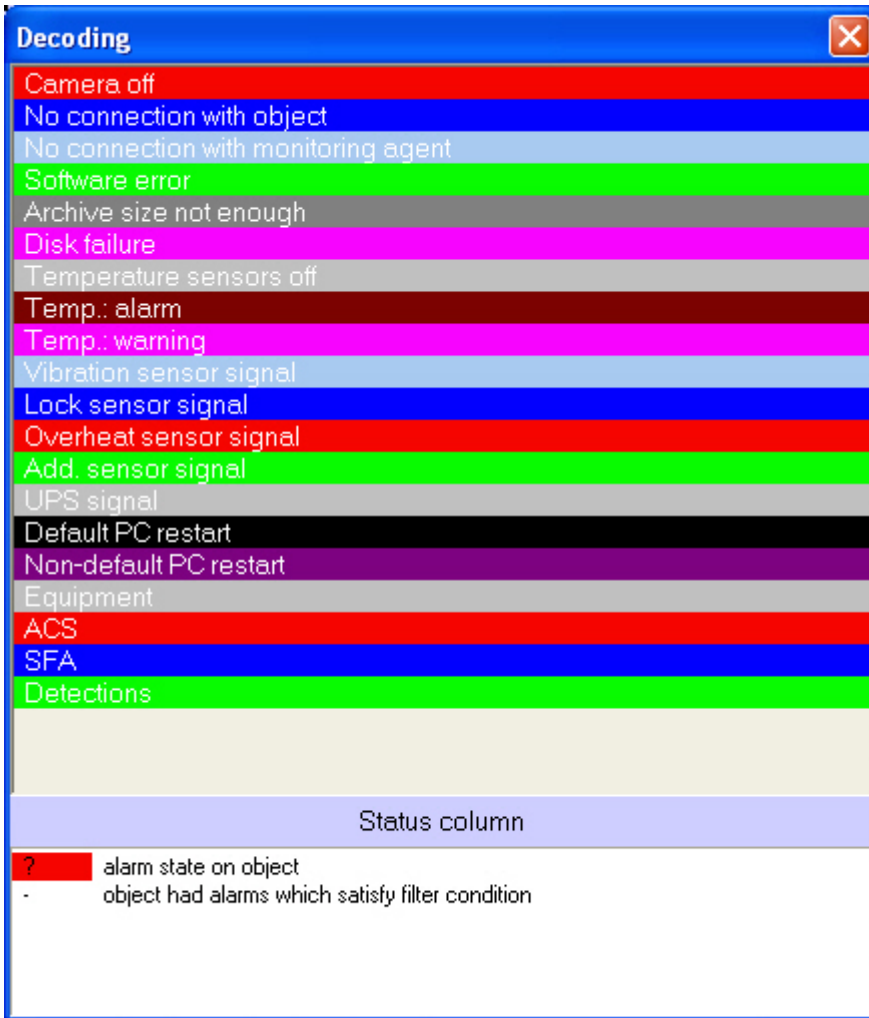 Decoding
Camera off
No connection with object
No connection with monitoring agent
Software error
Archive size not enough
Disk failure
Temperature sensors off
Temp.: alarm
Temp.: warning
Vibration sensor signal
Lock sensor signal
Overheat sensor signal
Add. sensor signal
UPS signal
Default PC restart
Non-default PC restart
Equipment
ACS
SFA
Detections
Status column
? alarm state on object
- object had alarms which satisfy filter condition